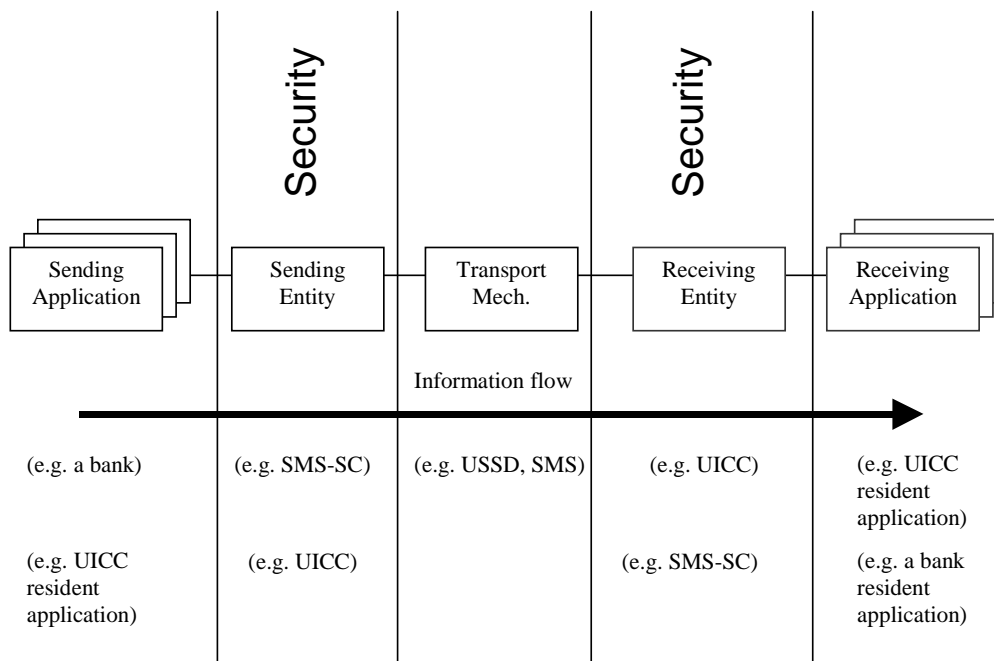 Security
Security
Sending
Application
Sending
Entity
Transport
Mech.
Receiving
Entity
Receiving
Application
Information flow
(e.g. a bank)
(e.g. SMS-SC)
(e.g. USSD, SMS)
(e.g. UICC)
(e.g. UICC
resident
application)
(e.g. UICC
resident
application)
(e.g. UICC)
(e.g. SMS-SC)
(e.g. a bank
resident
application)